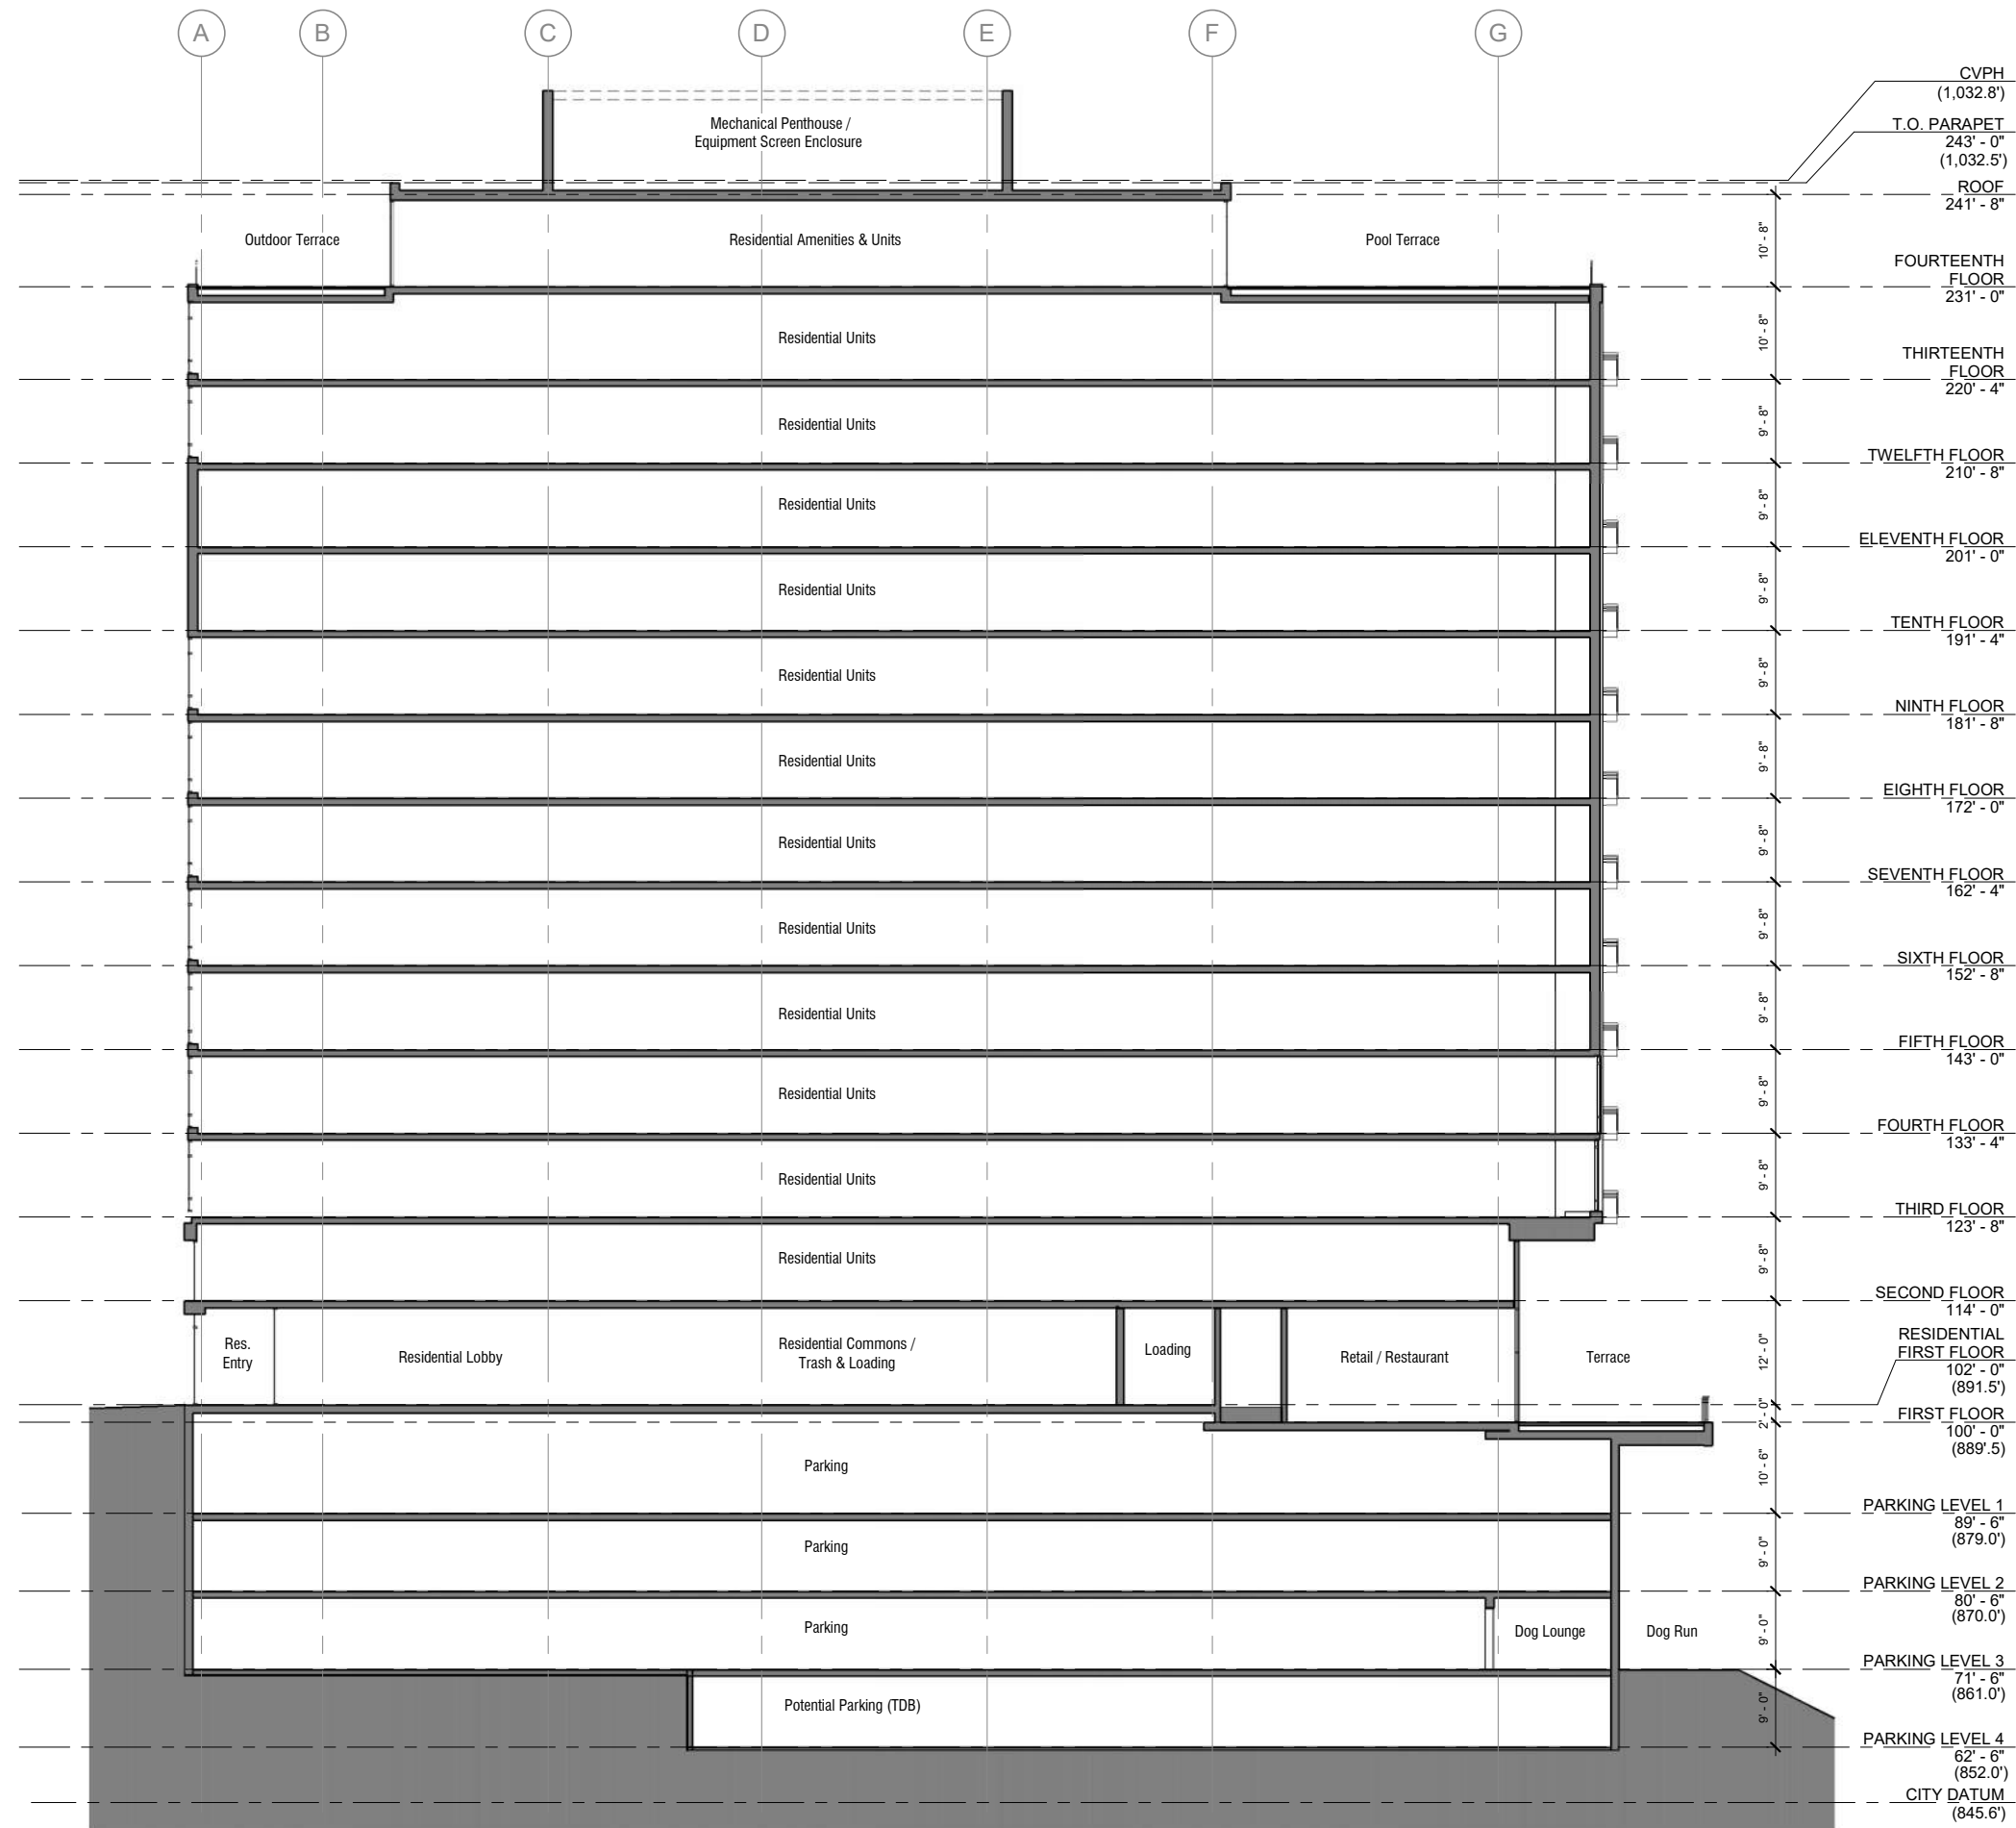 A B C D E F G
CVPH
(1,032.8')
T.O. PARAPET
243' - 0"
(1,032.5')
ROOF
241' - 8"
Mechanical Penthouse /
Equipment Screen Enclosure
Outdoor Terrace
Residential Amenities & Units
Pool Terrace
10' - 8"
FOURTEENTH
FLOOR
231' - 0"
Residential Units
10' - 8"
THIRTEENTH
FLOOR
220' - 4"
Residential Units
9' - 8"
TWELFTH FLOOR
210' - 8"
Residential Units
9' - 8"
ELEVENTH FLOOR
201' - 0"
Residential Units
9' - 8"
TENTH FLOOR
191' - 4"
Residential Units
9' - 8"
NINTH FLOOR
181' - 8"
Residential Units
9' - 8"
EIGHTH FLOOR
172' - 0"
Residential Units
9' - 8"
SEVENTH FLOOR
162' - 4"
Residential Units
9' - 8"
SIXTH FLOOR
152' - 8"
Residential Units
9' - 8"
FIFTH FLOOR
143' - 0"
Residential Units
9' - 8"
FOURTH FLOOR
133' - 4"
Residential Units
9' - 8"
THIRD FLOOR
123' - 8"
Residential Units
9' - 8"
SECOND FLOOR
114' - 0"
Res.
Entry
Residential Lobby
Residential Commons /
Trash & Loading
Loading
Retail / Restaurant
Terrace
12' - 0"
RESIDENTIAL
FIRST FLOOR
102' - 0"
(891.5')
2' - 0"
FIRST FLOOR
100' - 0"
(889'.5)
Parking
10' - 6"
PARKING LEVEL 1
89' - 6"
(879.0')
Parking
9' - 0"
PARKING LEVEL 2
80' - 6"
(870.0')
Parking
Dog Lounge
Dog Run
9' - 0"
PARKING LEVEL 3
71' - 6"
(861.0')
Potential Parking (TDB)
9' - 0"
PARKING LEVEL 4
62' - 6"
(852.0')
CITY DATUM
(845.6')